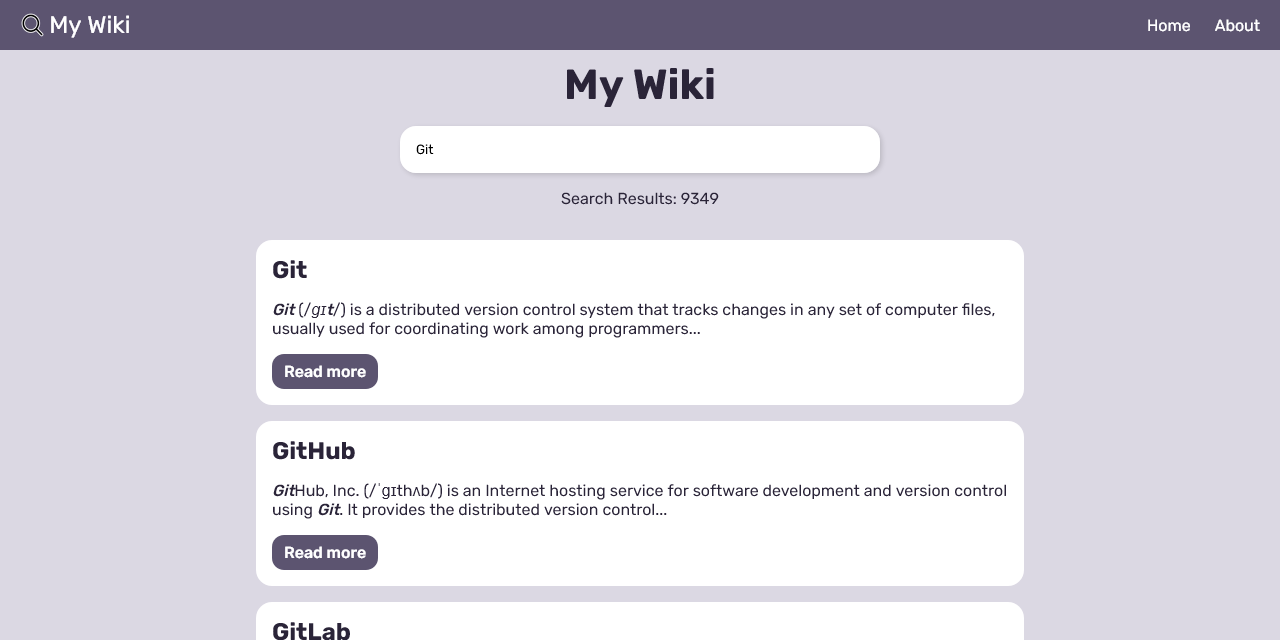 My Wiki
Home About
My Wiki
Git
Search Results: 9349
Git
Git (/ɡɪt/) is a distributed version control system that tracks changes in any set of computer files,
usually used for coordinating work among programmers...
Read more
GitHub
GitHub, Inc. (/ˈɡɪthʌb/) is an Internet hosting service for software development and version control
using Git. It provides the distributed version control...
Read more
GitLab